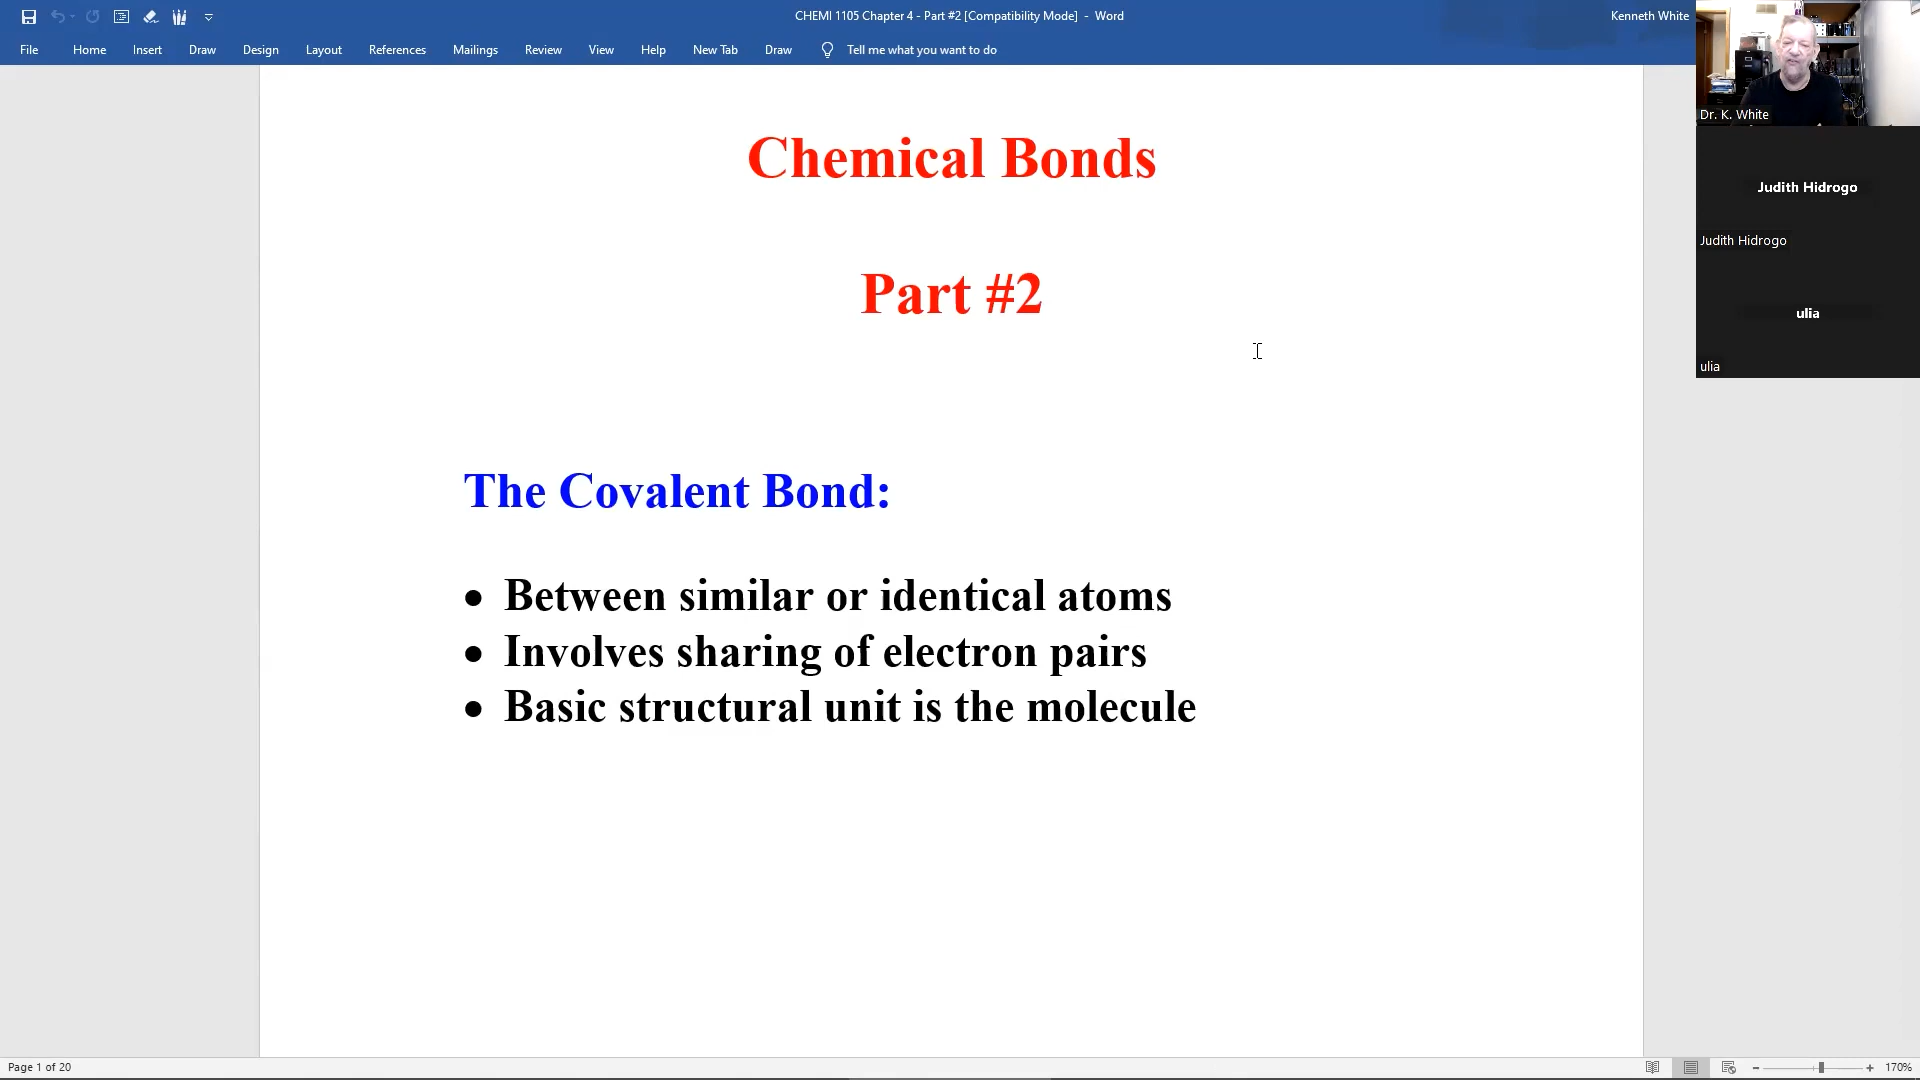 CHEMI 1105 Chapter 4 - Part #2 [Compatibility Mode] - Word
Kenneth White
File Home Insert Draw Design Layout References Mailings Review View Help New Tab Draw Tell me what you want to do
Dr. K. White
Judith Hidrogo
Judith Hidrogo
ulia
ulia
Chemical Bonds
Part #2
The Covalent Bond:
• Between similar or identical atoms
• Involves sharing of electron pairs
• Basic structural unit is the molecule
Page 1 of 20
170%